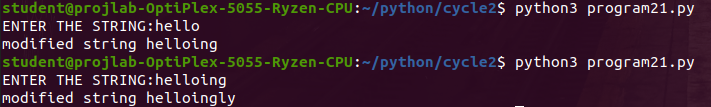 student@projlab-OptiPlex-5055-Ryzen-CPU:~/python/cycle2$ python3 program21.py
ENTER THE STRING:hello
modified string helloing
student@projlab-OptiPlex-5055-Ryzen-CPU:~/python/cycle2$ python3 program21.py
ENTER THE STRING:helloing
modified string helloingly